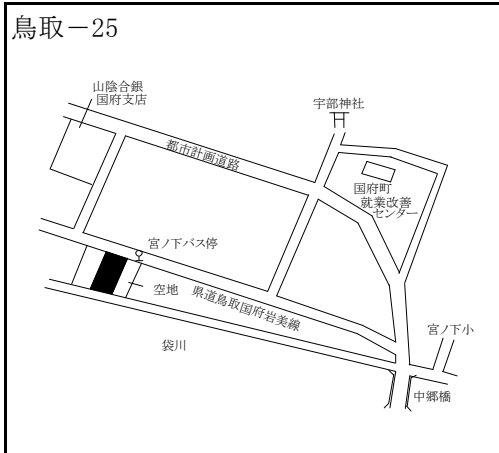 鳥取－25
山陰合銀
国府支店
宇部神社
都市計画道路
国府町
就業改善
センター
宮ノ下バス停
空地
県道鳥取国府岩美線
宮ノ下小
袋川
中郷橋